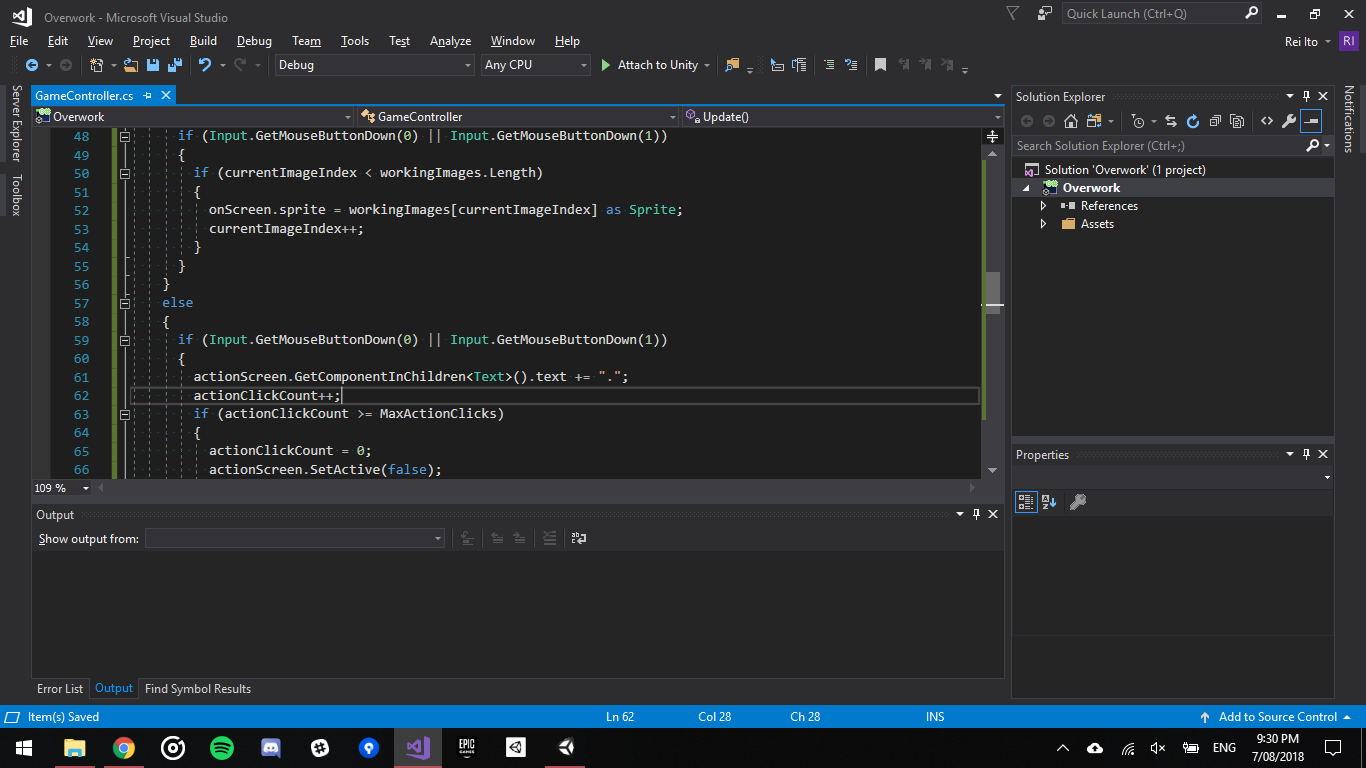 Overwork - Microsoft Visual Studio
Quick Launch (Ctrl+Q)
File Edit View Project Build Debug Team Tools Test Analyze Window Help
Rei Ito RI
Debug Any CPU Attach to Unity
Server Explorer
Toolbox
GameController.cs
Overwork GameController Update()
48 if (Input.GetMouseButtonDown(0) || Input.GetMouseButtonDown(1))
49 {
50 if (currentImageIndex < workingImages.Length)
51 {
52 onScreen.sprite = workingImages[currentImageIndex] as Sprite;
53 currentImageIndex++;
54 }
55 }
56 }
57 else
58 {
59 if (Input.GetMouseButtonDown(0) || Input.GetMouseButtonDown(1))
60 {
61 actionScreen.GetComponentInChildren<Text>().text += ".";
62 actionClickCount++;
63 if (actionClickCount >= MaxActionClicks)
64 {
65 actionClickCount = 0;
66 actionScreen.SetActive(false);
109 %
Output
Show output from:
Error List Output Find Symbol Results
Solution Explorer
Search Solution Explorer (Ctrl+;)
Solution 'Overwork' (1 project)
Overwork
References
Assets
Properties
Notifications
Item(s) Saved Ln 62 Col 28 Ch 28 INS Add to Source Control
EPIC
GAMES
ENG
9:30 PM
7/08/2018